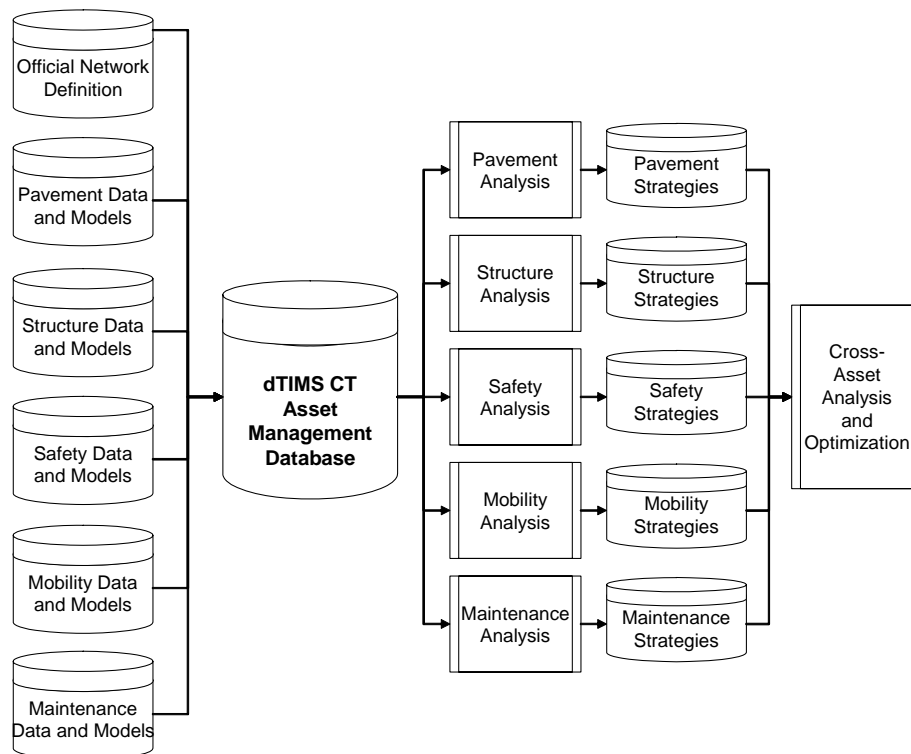 Official Network
Definition
Pavement Data
and Models
Structure Data
and Models
Safety Data
and Models
Mobility Data
and Models
Maintenance
Data and Models
dTIMS CT
Asset
Management
Database
Pavement
Analysis
Structure
Analysis
Safety Analysis
Mobility Analysis
Maintenance
Analysis
Pavement
Strategies
Structure
Strategies
Safety
Strategies
Mobility
Strategies
Maintenance
Strategies
Cross-
Asset
Analysis
and
Optimization